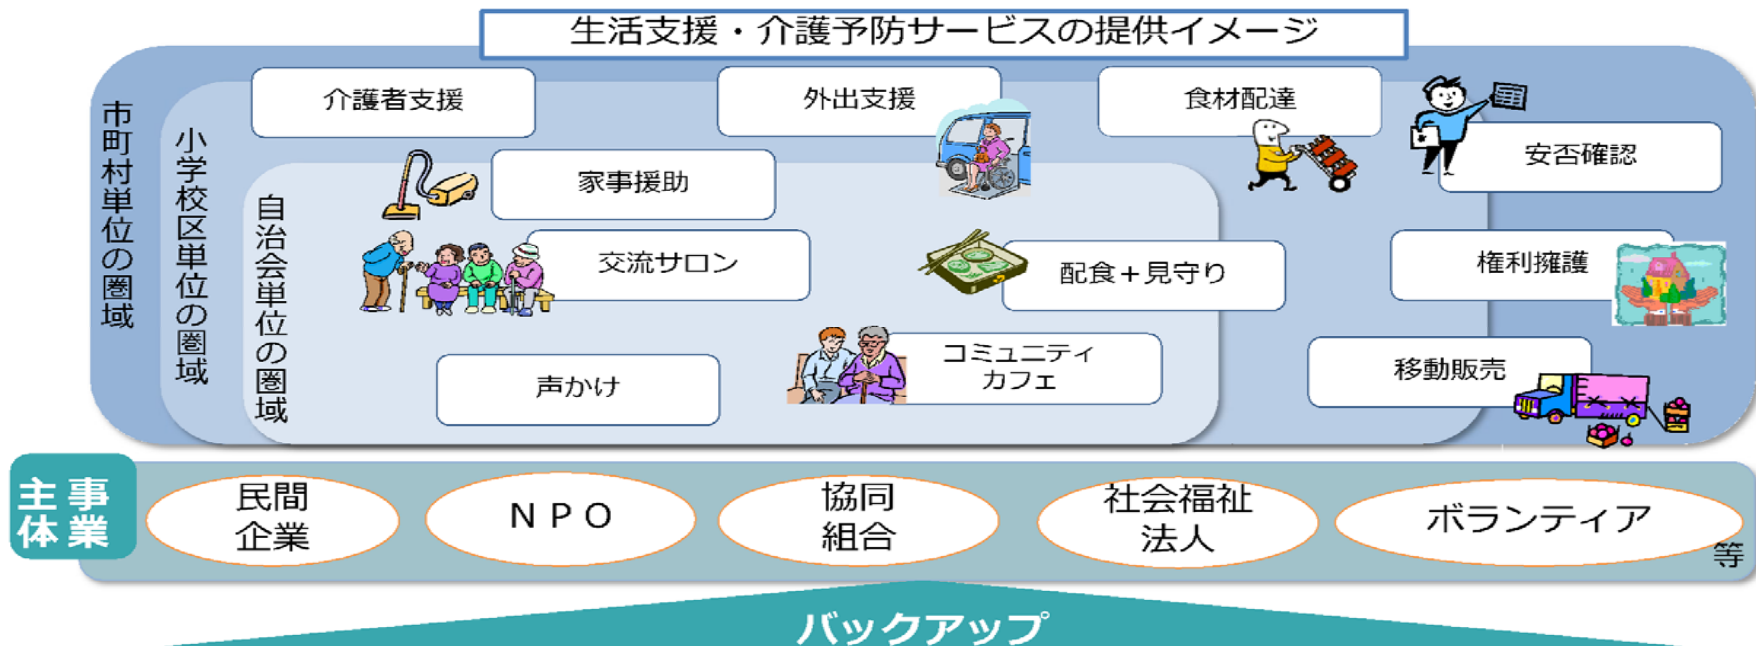 生活支援・介護予防サービスの提供イメージ
市町村単位の圏域
小学校区単位の圏域
自治会単位の圏域
介護者支援
外出支援
食材配達
安否確認
家事援助
交流サロン
配食＋見守り
権利擁護
声かけ
コミュニティ
カフェ
移動販売
事業
主体
民間
企業
ＮＰＯ
協同
組合
社会福祉
法人
ボランティア
等
バックアップ